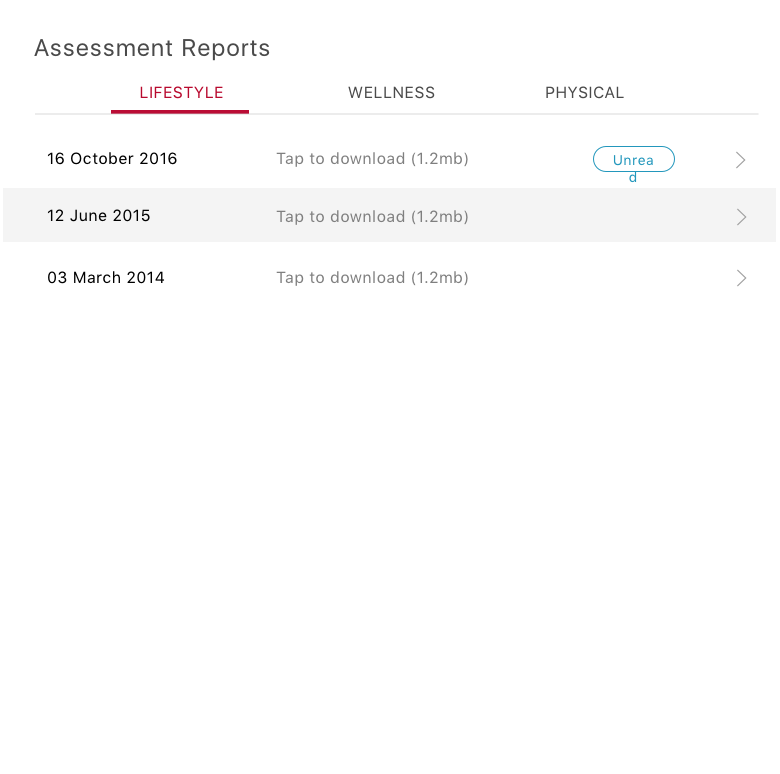 Assessment Reports
LIFESTYLE WELLNESS PHYSICAL
16 October 2016 Tap to download (1.2mb) Unrea
d
12 June 2015 Tap to download (1.2mb)
03 March 2014 Tap to download (1.2mb)